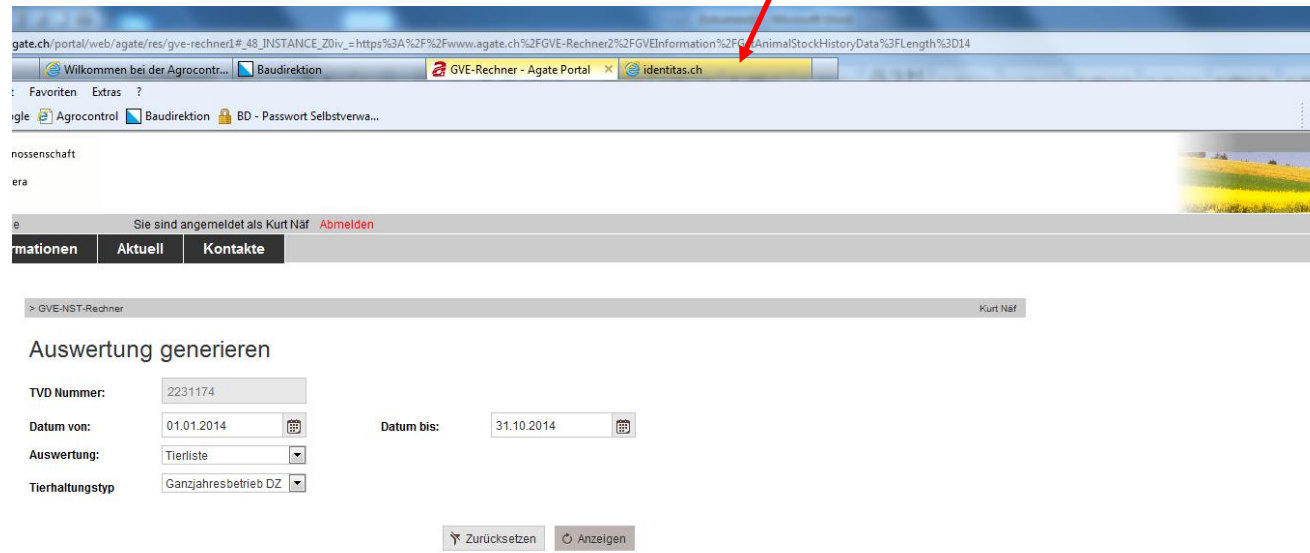 gate.ch/portal/web/agate/res/gve-rechner1#_48_INSTANCE_Z0iv_=https%3A%2F%2Fwww.agate.ch%2FGVE-Rechner2%2FGVEInformation%2FG tAnimalStockHistoryData%3FLength%3D14
Wilkommen bei der Agrocontr... Baudirektion GVE-Rechner - Agate Portal × identitas.ch
t Favoriten Extras ?
gle Agrocontrol Baudirektion BD - Passwort Selbstverwa...
nossenschaft
era
e Sie sind angemeldet als Kurt Näf Abmelden
rmationen Aktuell Kontakte
> GVE-NST-Rechner Kurt Näf
Auswertung generieren
TVD Nummer: 2231174
Datum von: 01.01.2014 Datum bis: 31.10.2014
Auswertung: Tierliste
Tierhaltungstyp Ganzjahresbetrieb DZ
Zurücksetzen Anzeigen